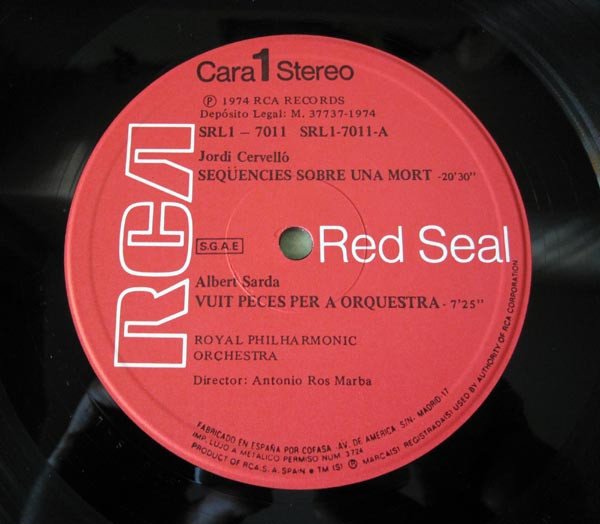 Cara 1 Stereo
Ⓟ 1974 RCA RECORDS
Depósito Legal: M. 37737-1974
SRL1 - 7011 SRL1-7011-A
RCA
Jordi Cervelló
SEQÜENCIES SOBRE UNA MORT -20'30"
S.G.A.E
Red Seal
Albert Sarda
VUIT PECES PER A ORQUESTRA - 7'25"
ROYAL PHILHARMONIC
ORCHESTRA
Director: Antonio Ros Marba
FABRICADO EN ESPAÑA POR COFASA .AV. DE AMERICA. S/N- MADRID 17
IMP. LUJO A METALICO PERMISO NUM. 3724
PRODUCT OF RCA S. A. SPAIN ● TM (S) ® MARCA(S) REGISTRADA(S) USED BY AUTHORITY OF RCA CORPORATION